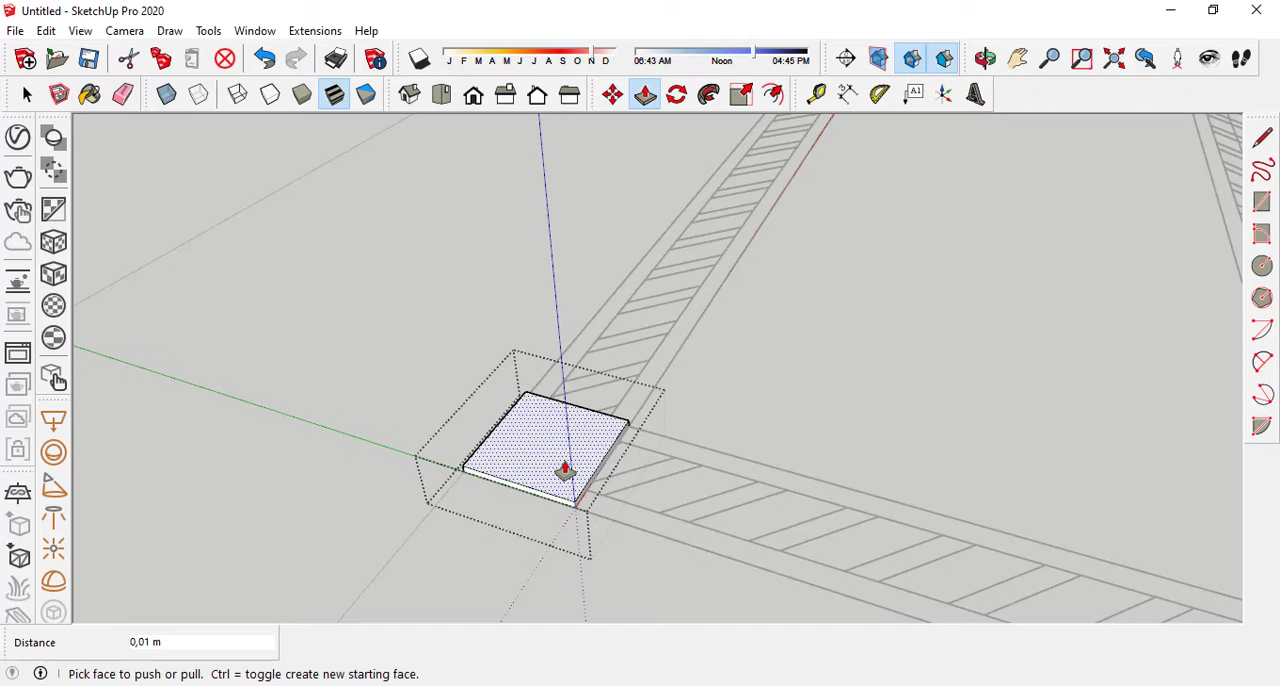 Untitled - SketchUp Pro 2020
File Edit View Camera Draw Tools Window Extensions Help
J F M A M J J A S O N D 06:43 AM Noon 04:45 PM
A1
Distance 0,01 m
Pick face to push or pull. Ctrl = toggle create new starting face.